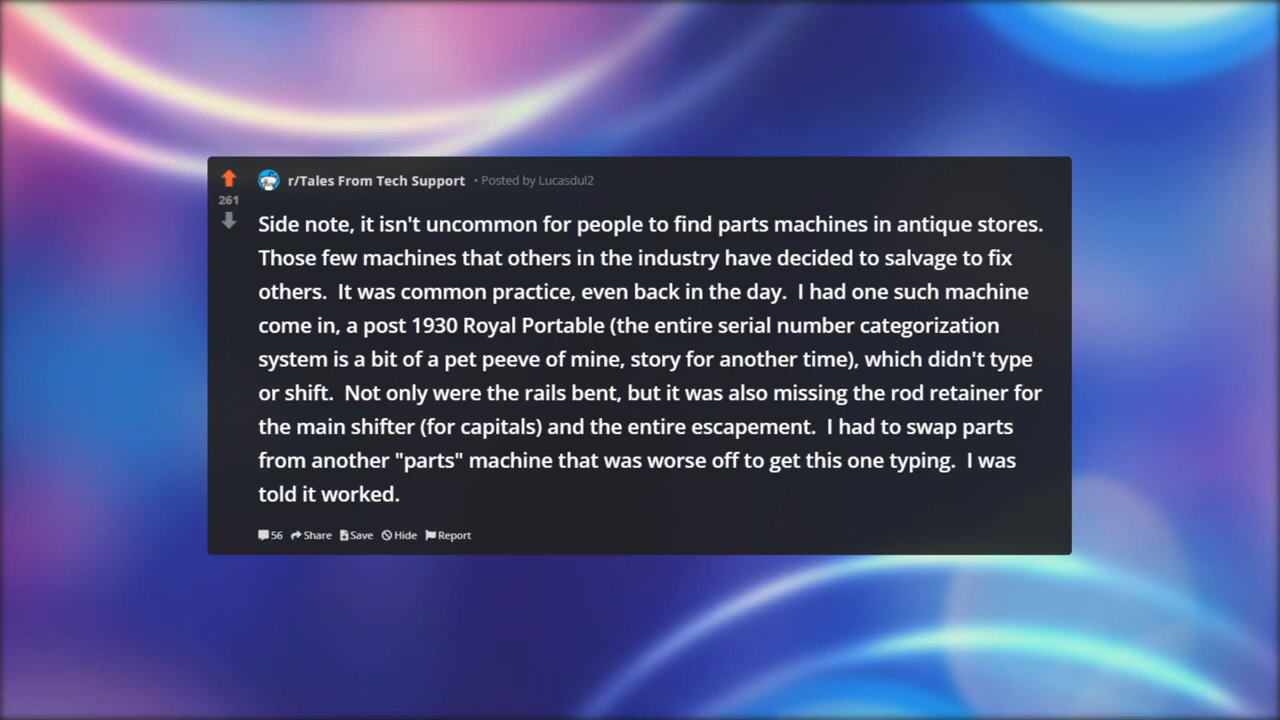 r/Tales From Tech Support • Posted by Lucasdul2
261
Side note, it isn't uncommon for people to find parts machines in antique stores.
Those few machines that others in the industry have decided to salvage to fix
others.  It was common practice, even back in the day.  I had one such machine
come in, a post 1930 Royal Portable (the entire serial number categorization
system is a bit of a pet peeve of mine, story for another time), which didn't type
or shift.  Not only were the rails bent, but it was also missing the rod retainer for
the main shifter (for capitals) and the entire escapement.  I had to swap parts
from another "parts" machine that was worse off to get this one typing.  I was
told it worked.
56 Share Save Hide Report